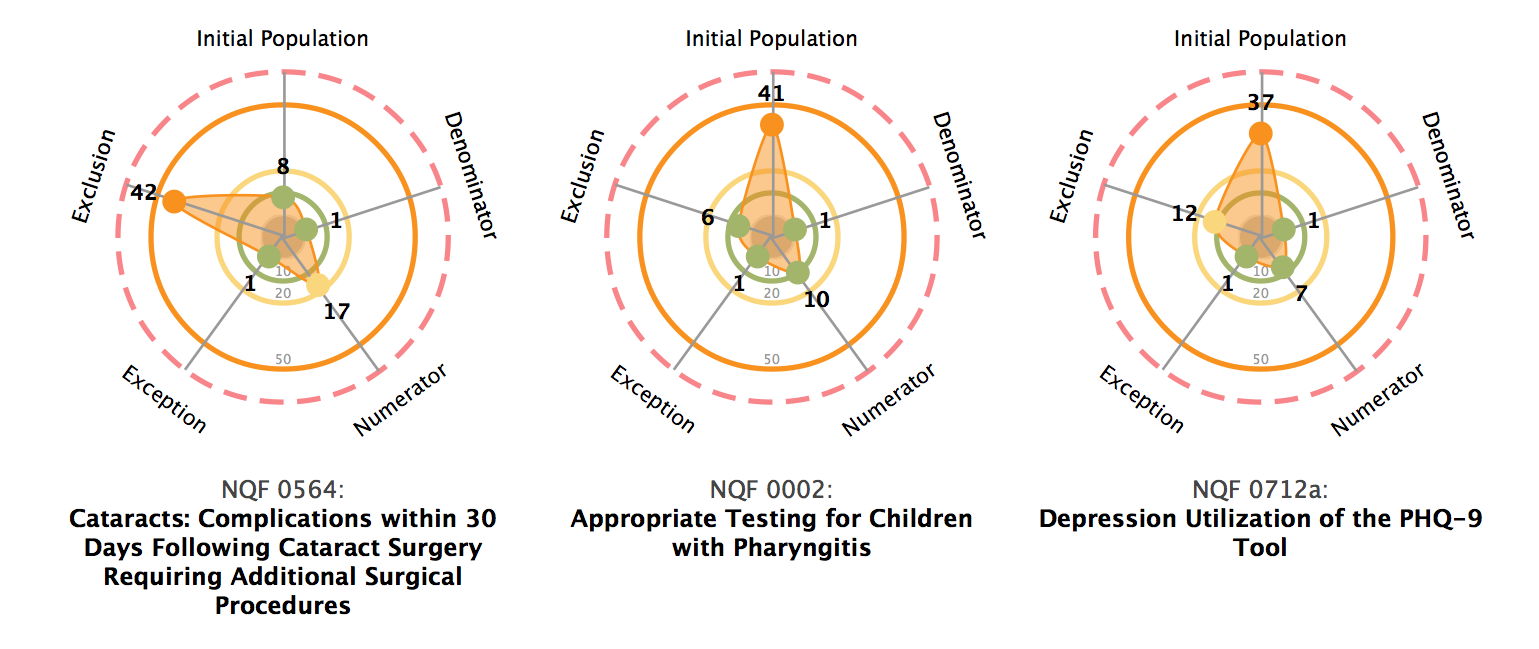 Initial Population
Denominator
Numerator
Exception
Exclusion
8
1
17
1
42
10
20
50
NQF 0564:
Cataracts: Complications within 30
Days Following Cataract Surgery
Requiring Additional Surgical
Procedures
Initial Population
Denominator
Numerator
Exception
Exclusion
41
1
10
1
6
10
20
50
NQF 0002:
Appropriate Testing for Children
with Pharyngitis
Initial Population
Denominator
Numerator
Exception
Exclusion
37
1
7
1
12
10
20
50
NQF 0712a:
Depression Utilization of the PHQ-9
Tool